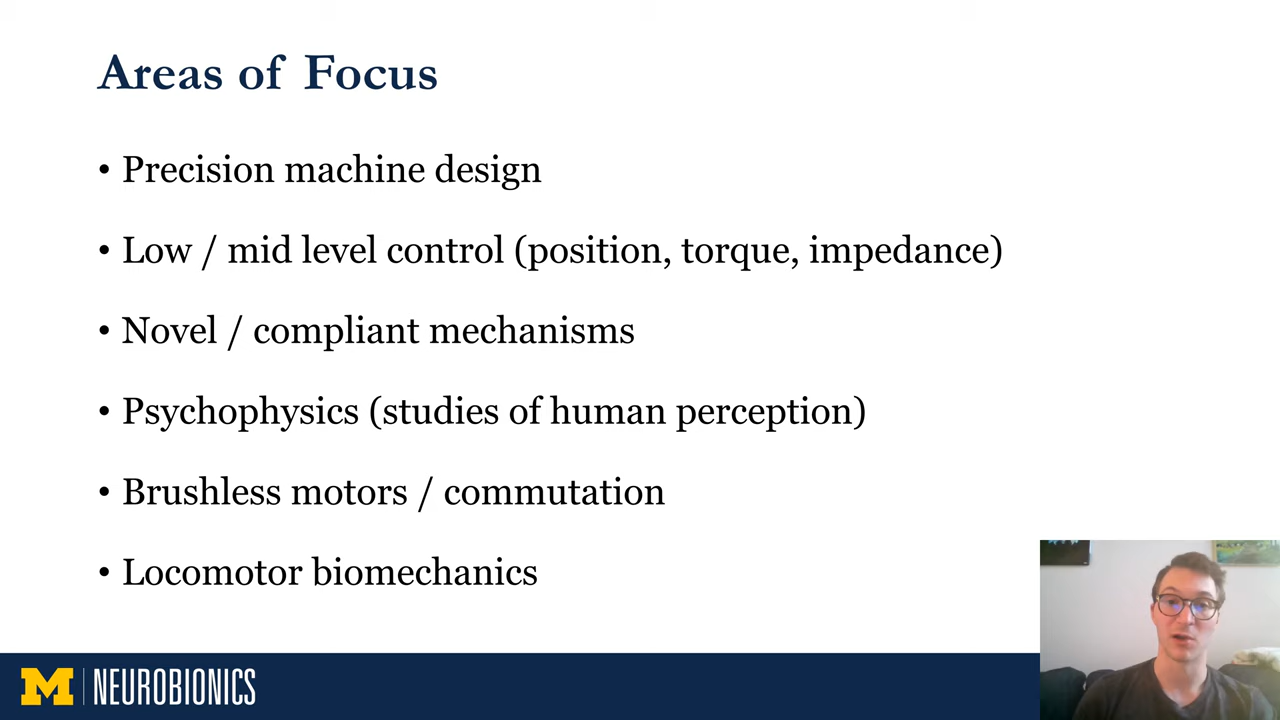 Areas of Focus
• Precision machine design
• Low / mid level control (position, torque, impedance)
• Novel / compliant mechanisms
• Psychophysics (studies of human perception)
• Brushless motors / commutation
• Locomotor biomechanics
M | NEUROBIONICS